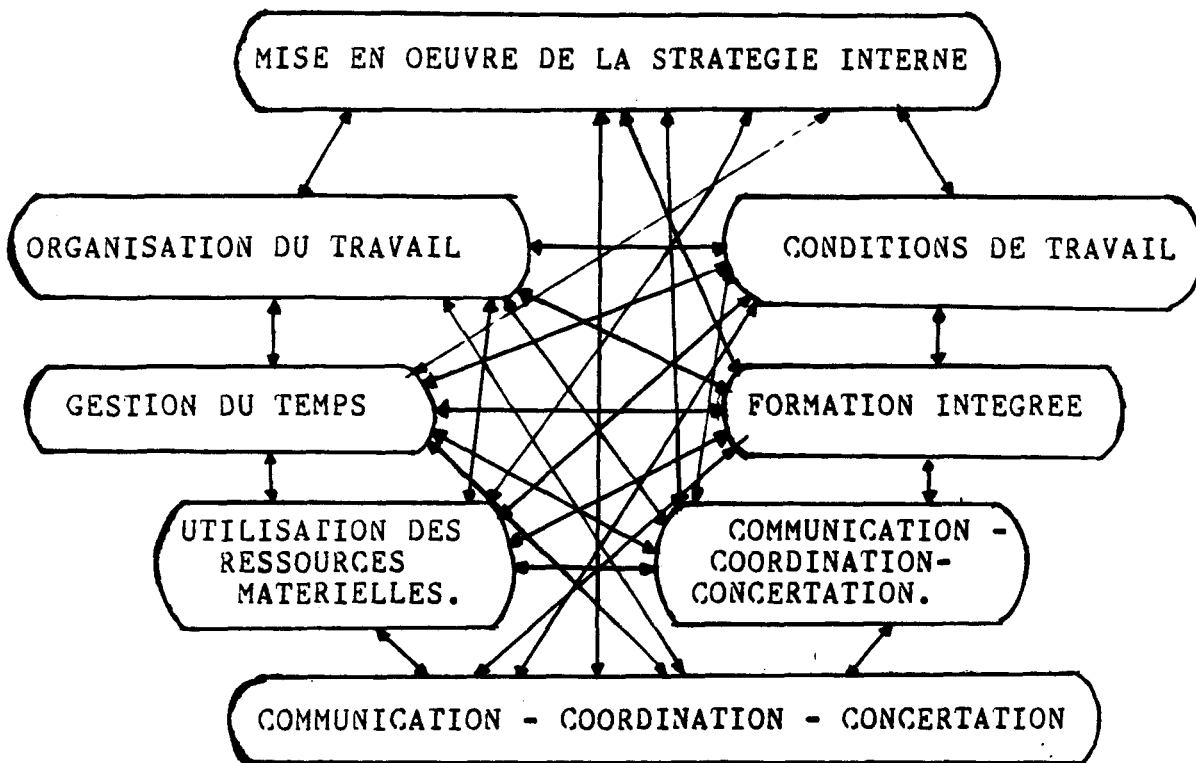 MISE EN OEUVRE DE LA STRATEGIE INTERNE
ORGANISATION DU TRAVAIL
CONDITIONS DE TRAVAIL
GESTION DU TEMPS
FORMATION INTEGREE
UTILISATION DES
RESSOURCES
MATERIELLES.
COMMUNICATION -
COORDINATION-
CONCERTATION.
COMMUNICATION - COORDINATION - CONCERTATION